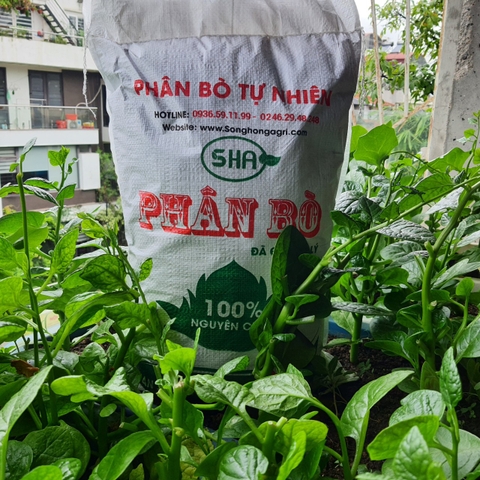 PHÂN BÒ TỰ NHIÊN
HOTLINE: 0936.59.11.99 - 0246.29.
Website: www.Songhongagri.com
SHA
PHÂN BÒ
ĐÃ
100%
NGUYÊN